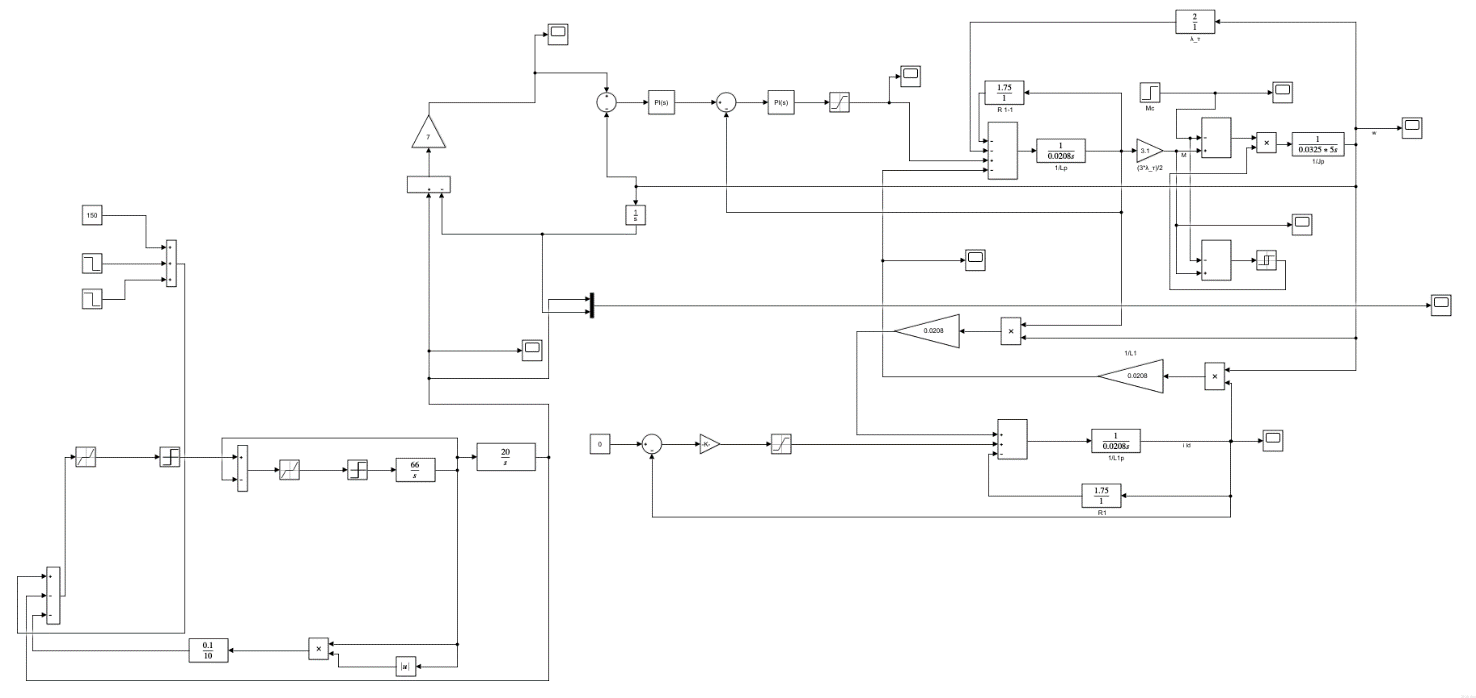 2
1
λ_τ
1.75
1
R 1-1
Mc
PI(s)
PI(s)
7
1
0.0208s
1/Lp
3.1
(3*λ_τ)/2
M
×
1
0.0325 * 5s
1/Jp
w
+
-
150
1
s
0.0208
×
1/L1
0.0208
×
0
-K-
1
0.0208s
1/L1p
i id
1.75
1
R1
66
s
20
s
0.1
10
×
|u|